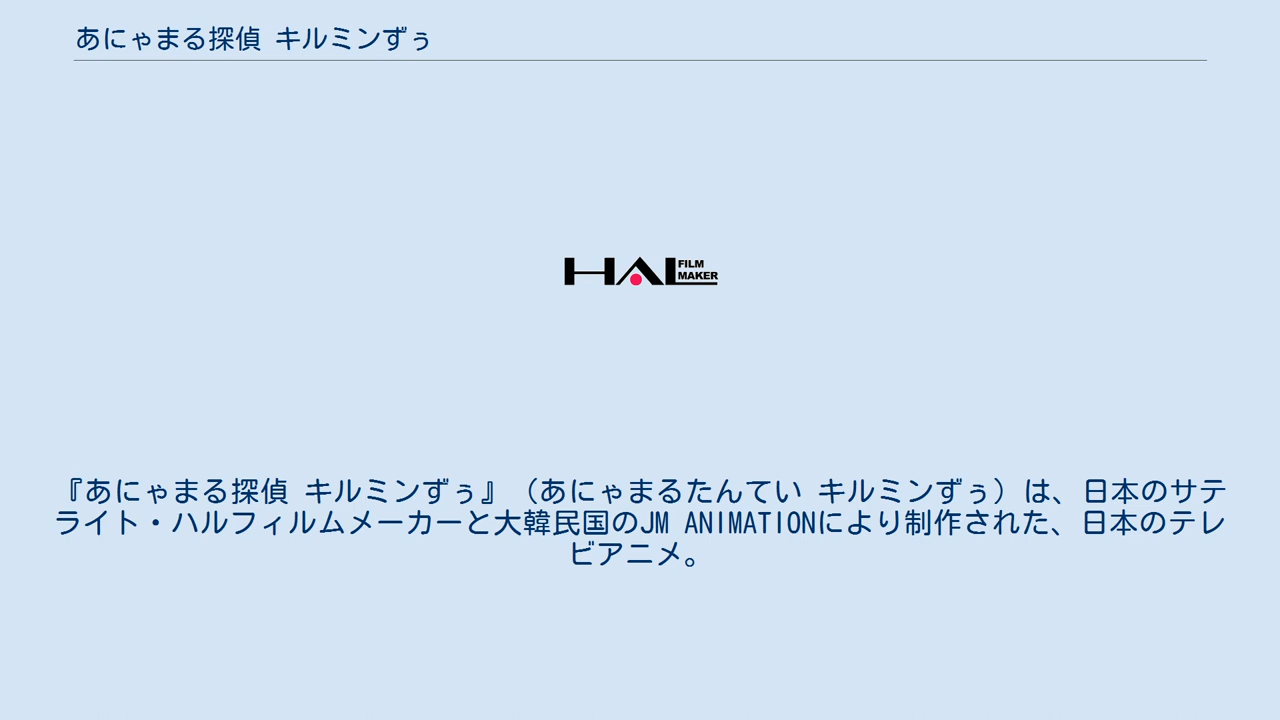 あにゃまる探偵 キルミンずぅ
HAL FILM
MAKER
『あにゃまる探偵 キルミンずぅ』（あにゃまるたんてい キルミンずぅ）は、日本のサテ
ライト・ハルフィルムメーカーと大韓民国のJM ANIMATIONにより制作された、日本のテレ
ビアニメ。